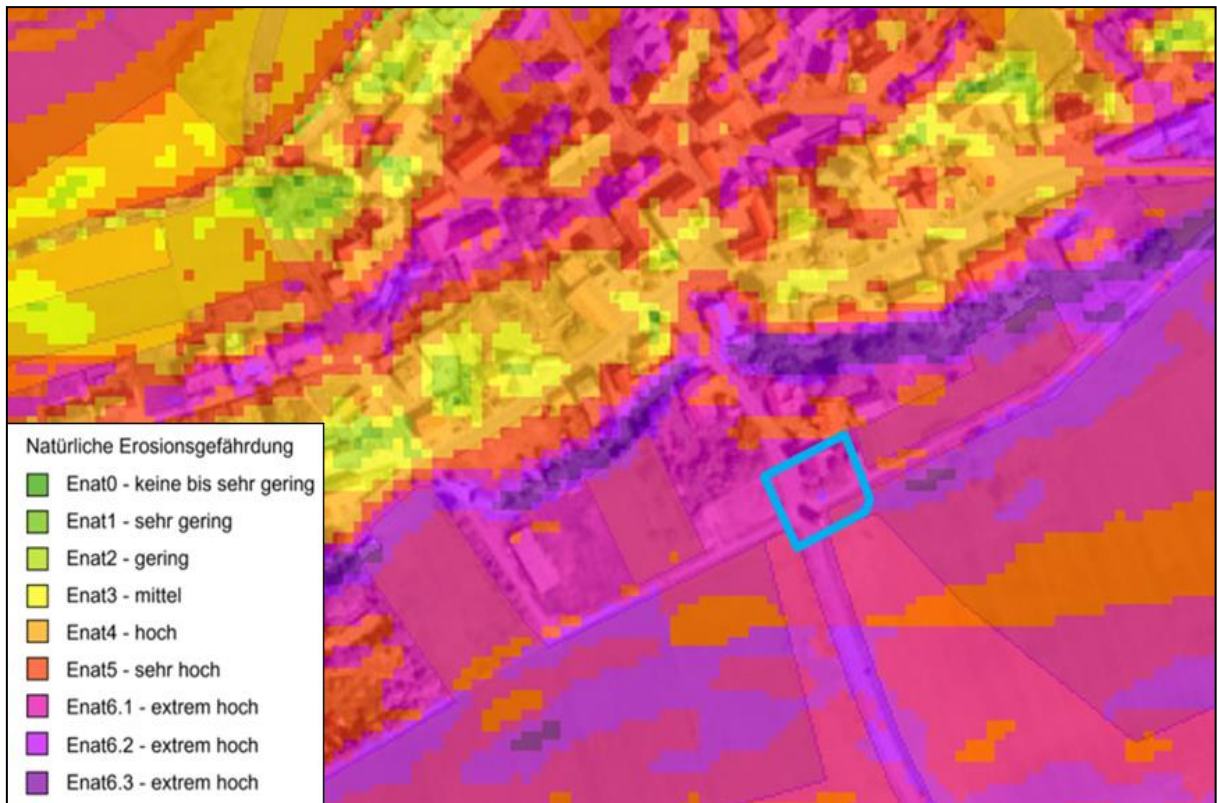 Natürliche Erosionsgefährdung
Enat0 - keine bis sehr gering
Enat1 - sehr gering
Enat2 - gering
Enat3 - mittel
Enat4 - hoch
Enat5 - sehr hoch
Enat6.1 - extrem hoch
Enat6.2 - extrem hoch
Enat6.3 - extrem hoch